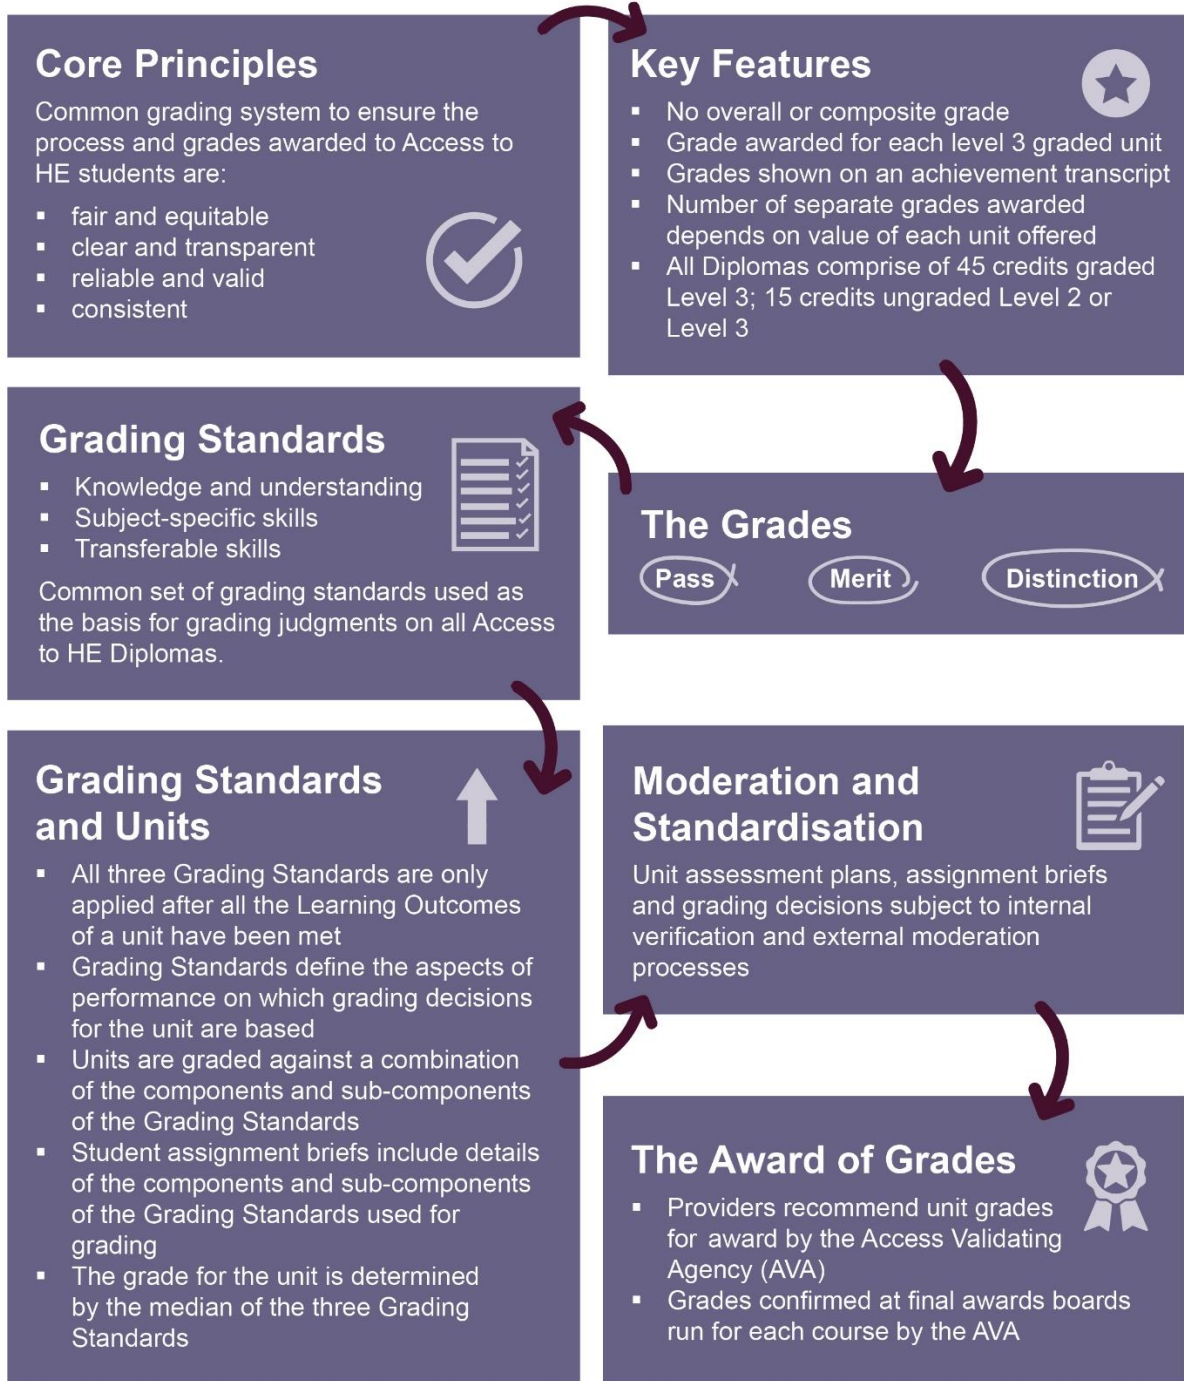 Core Principles
Common grading system to ensure the
process and grades awarded to Access to
HE students are:
▪ fair and equitable
▪ clear and transparent
▪ reliable and valid
▪ consistent
Key Features
▪ No overall or composite grade
▪ Grade awarded for each level 3 graded unit
▪ Grades shown on an achievement transcript
▪ Number of separate grades awarded
depends on value of each unit offered
▪ All Diplomas comprise of 45 credits graded
Level 3; 15 credits ungraded Level 2 or
Level 3
The Grades
Pass Merit Distinction
Grading Standards
▪ Knowledge and understanding
▪ Subject-specific skills
▪ Transferable skills
Common set of grading standards used as
the basis for grading judgments on all Access
to HE Diplomas.
Grading Standards
and Units
▪ All three Grading Standards are only
applied after all the Learning Outcomes
of a unit have been met
▪ Grading Standards define the aspects of
performance on which grading decisions
for the unit are based
▪ Units are graded against a combination
of the components and sub-components
of the Grading Standards
▪ Student assignment briefs include details
of the components and sub-components
of the Grading Standards used for
grading
▪ The grade for the unit is determined
by the median of the three Grading
Standards
Moderation and
Standardisation
Unit assessment plans, assignment briefs
and grading decisions subject to internal
verification and external moderation
processes
The Award of Grades
▪ Providers recommend unit grades
for award by the Access Validating
Agency (AVA)
▪ Grades confirmed at final awards boards
run for each course by the AVA